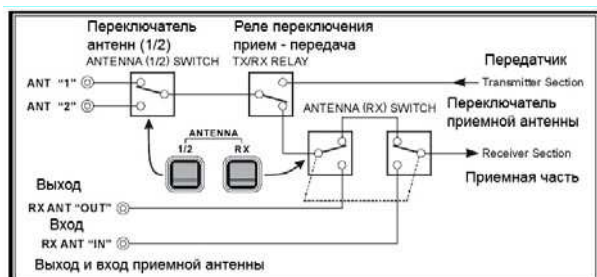 Переключатель
антенн (1/2)
ANTENNA (1/2) SWITCH
Реле переключения
прием - передача
TX/RX RELAY
Передатчик
Transmitter Section
ANT “1”
ANT “2”
ANTENNA (RX) SWITCH
Переключатель
приемной антенны
ANTENNA
1/2
RX
Receiver Section
Приемная часть
Выход
RX ANT “OUT”
Вход
RX ANT “IN”
Выход и вход приемной антенны